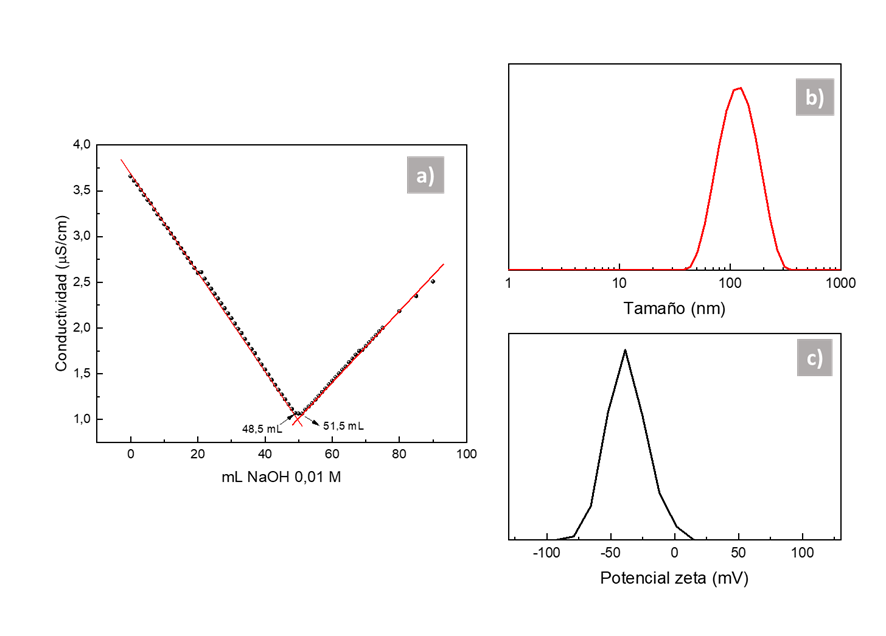 a)
4,0
3,5
3,0
2,5
2,0
1,5
1,0
Conductividad (µS/cm)
48,5 mL
51,5 mL
0 20 40 60 80 100
mL NaOH 0,01 M
b)
1 10 100 1000
Tamaño (nm)
c)
-100 -50 0 50 100
Potencial zeta (mV)